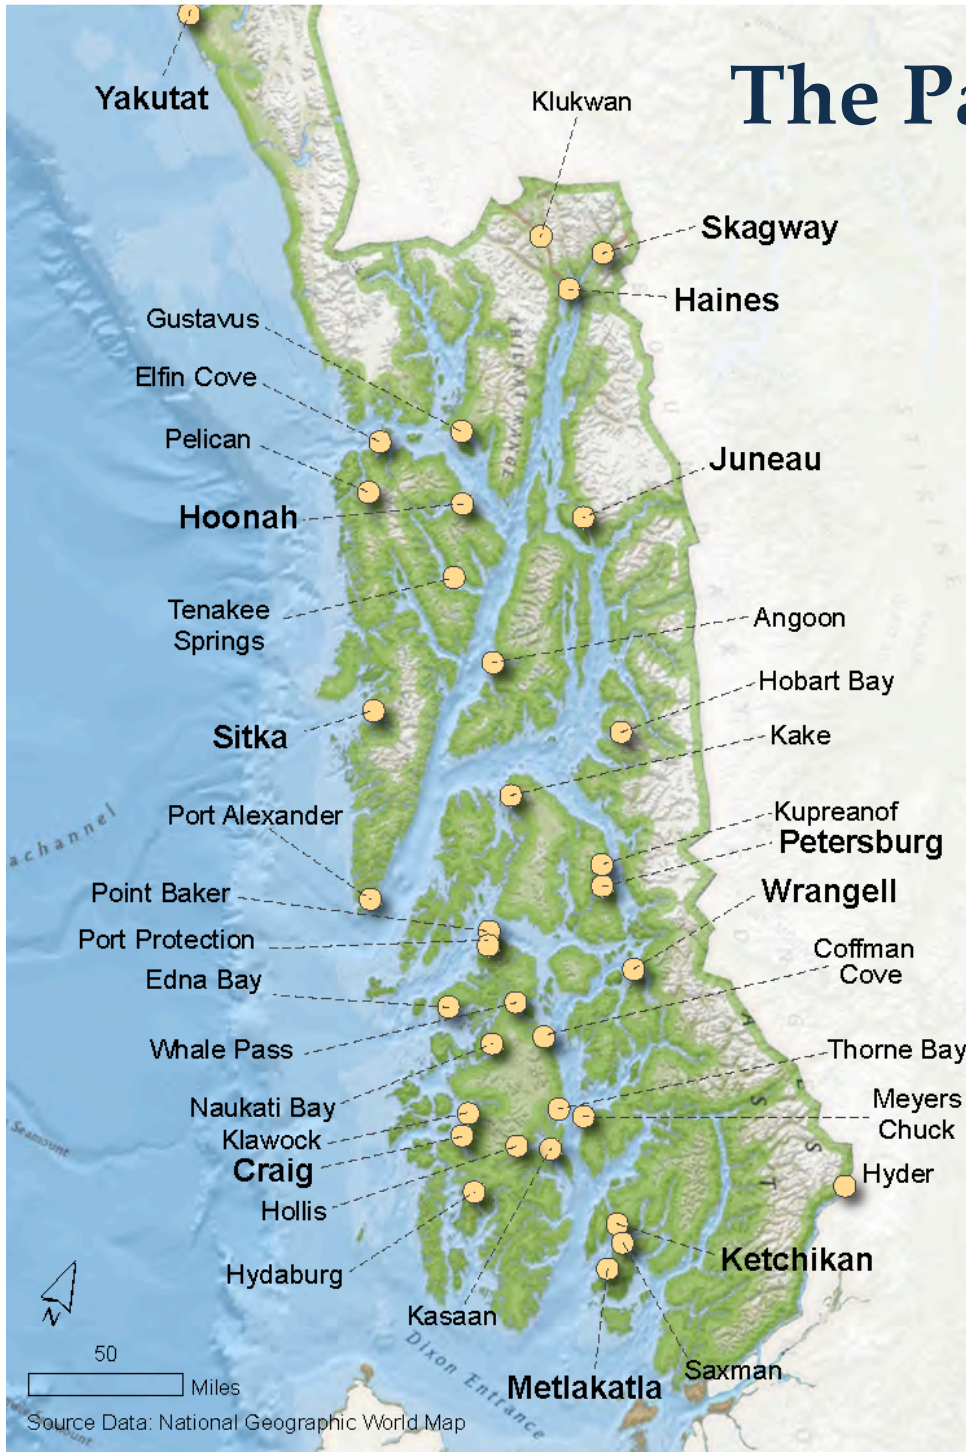 The Pa
Yakutat
Klukwan
Skagway
Haines
Gustavus
Elfin Cove
Pelican
Juneau
Hoonah
Tenakee
Springs
Angoon
Hobart Bay
Sitka
Kake
Port Alexander
Kupreanof
Petersburg
achannel
Point Baker
Wrangell
Port Protection
Coffman
Cove
Edna Bay
Whale Pass
Thorne Bay
Naukati Bay
Meyers
Chuck
Klawock
Craig
Seamount
Hyder
Hollis
Ketchikan
Hydaburg
Kasaan
N
Dixon Entrance
50
Saxman
Miles
Metlakatla
Source Data: National Geographic World Map